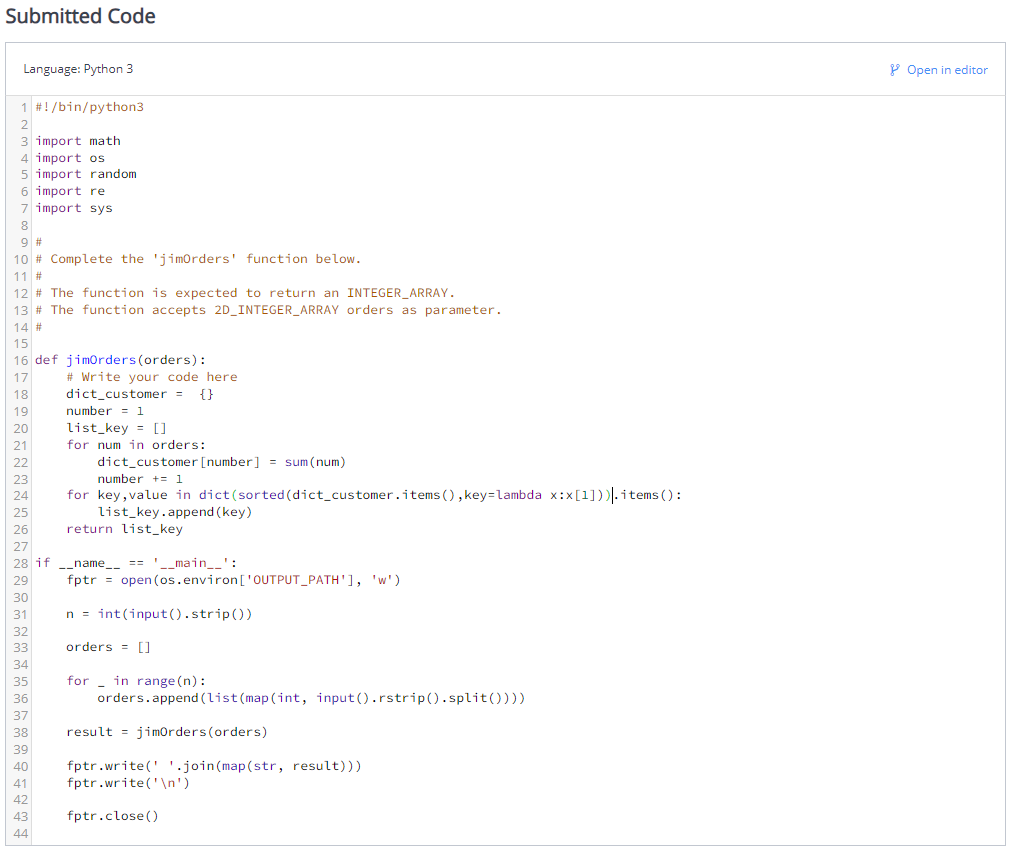 Submitted Code
Language: Python 3
Open in editor
1 #!/bin/python3
2
3 import math
4 import os
5 import random
6 import re
7 import sys
8
9 #
10 # Complete the 'jimOrders' function below.
11 #
12 # The function is expected to return an INTEGER_ARRAY.
13 # The function accepts 2D_INTEGER_ARRAY orders as parameter.
14 #
15
16 def jimOrders(orders):
17     # Write your code here
18     dict_customer =  {}
19     number = 1
20     list_key = []
21     for num in orders:
22         dict_customer[number] = sum(num)
23         number += 1
24     for key,value in dict(sorted(dict_customer.items(),key=lambda x:x[1])).items():
25         list_key.append(key)
26     return list_key
27
28 if __name__ == '__main__':
29     fptr = open(os.environ['OUTPUT_PATH'], 'w')
30
31     n = int(input().strip())
32
33     orders = []
34
35     for _ in range(n):
36         orders.append(list(map(int, input().rstrip().split())))
37
38     result = jimOrders(orders)
39
40     fptr.write(' '.join(map(str, result)))
41     fptr.write('\n')
42
43     fptr.close()
44